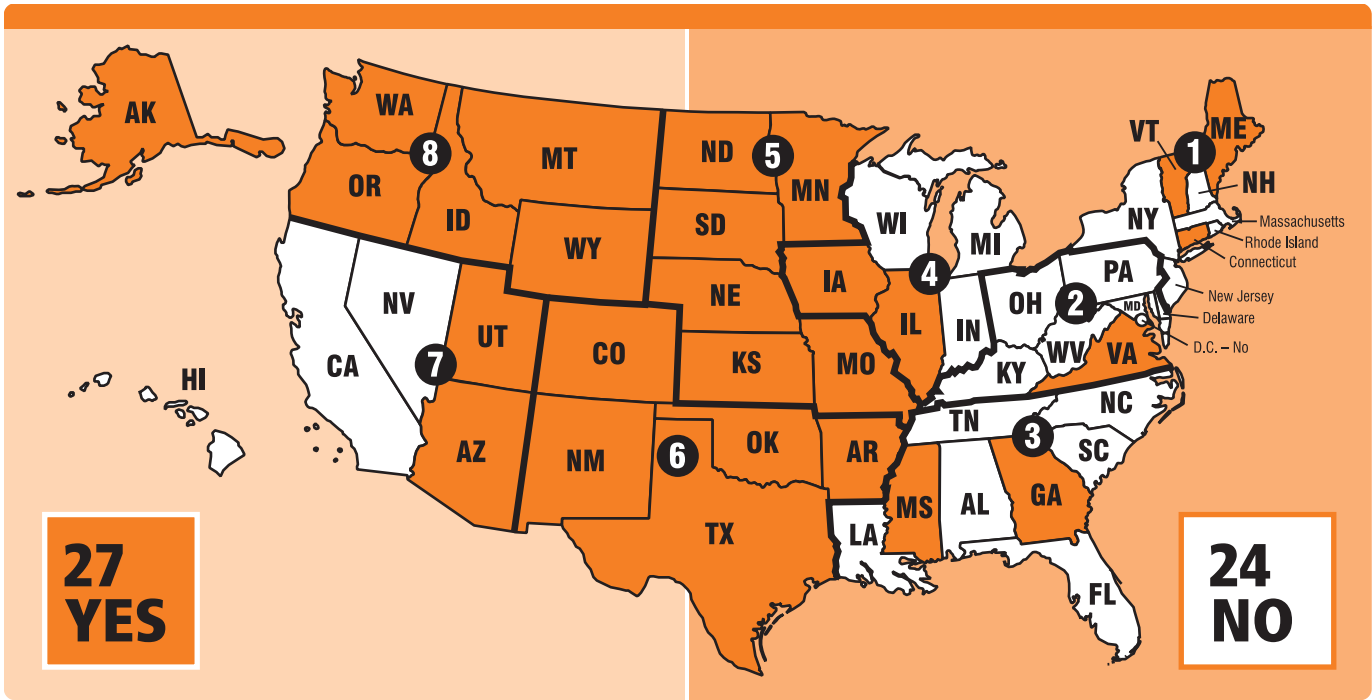 AK
WA
8
MT
ND
5
MN
VT
1
ME
OR
ID
SD
WI
MI
NY
NH
Massachusetts
Rhode Island
Connecticut
WY
NE
IA
4
PA
New Jersey
NV
UT
IL
IN
OH
2
MD
Delaware
D.C. – No
HI
CA
7
CO
KS
MO
KY
WV
VA
AZ
NM
6
OK
AR
TN
3
NC
SC
TX
LA
MS
AL
GA
FL
27
YES
24
NO